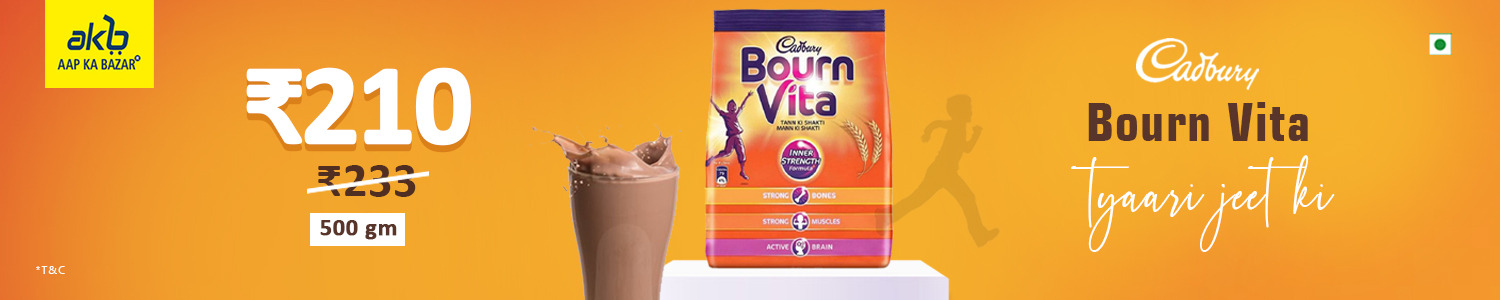 akb
AAP KA BAZAR
₹210
₹233
500 gm
*T&C
Cadbury
Bourn
Vita
TANN KI SHAKTI
MANN KI SHAKTI
INNER
STRENGTH
Formula
STRONG BONES
STRONG MUSCLES
ACTIVE BRAIN
Cadbury
Bourn Vita
tyaari jeet ki